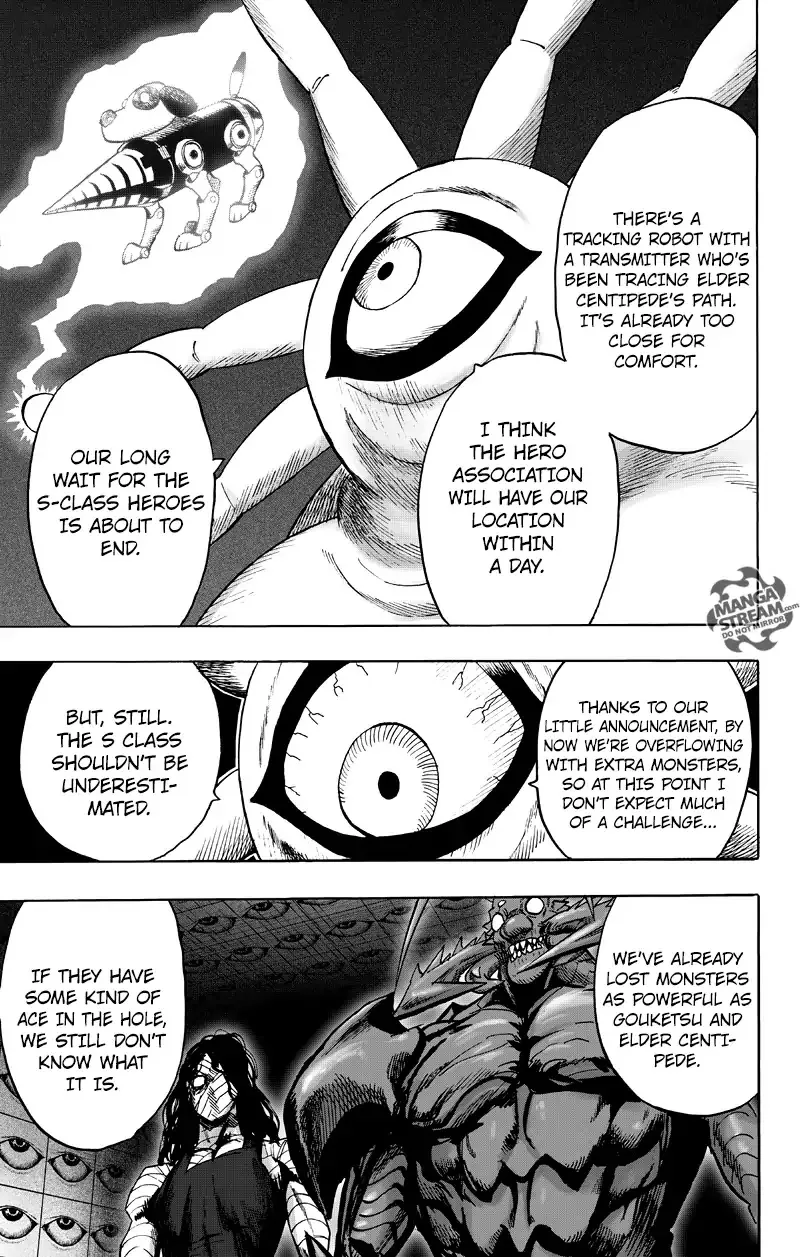 THERE'S A
TRACKING ROBOT WITH
A TRANSMITTER WHO'S
BEEN TRACING ELDER
CENTIPEDE'S PATH.
IT'S ALREADY TOO
CLOSE FOR
COMFORT.
I THINK
THE HERO
ASSOCIATION
WILL HAVE OUR
LOCATION
WITHIN
A DAY.
OUR LONG
WAIT FOR THE
S-CLASS HEROES
IS ABOUT TO
END.
MANGA
STREAM.com
DO NOT MIRROR
THANKS TO OUR
LITTLE ANNOUNCEMENT, BY
NOW WE'RE OVERFLOWING
WITH EXTRA MONSTERS,
SO AT THIS POINT I
DON'T EXPECT MUCH
OF A CHALLENGE...
BUT, STILL.
THE S CLASS
SHOULDN'T BE
UNDERESTI-
MATED.
WE'VE ALREADY
LOST MONSTERS
AS POWERFUL AS
GOUKETSU AND
ELDER CENTI-
PEDE.
IF THEY HAVE
SOME KIND OF
ACE IN THE HOLE,
WE STILL DON'T
KNOW WHAT
IT IS.